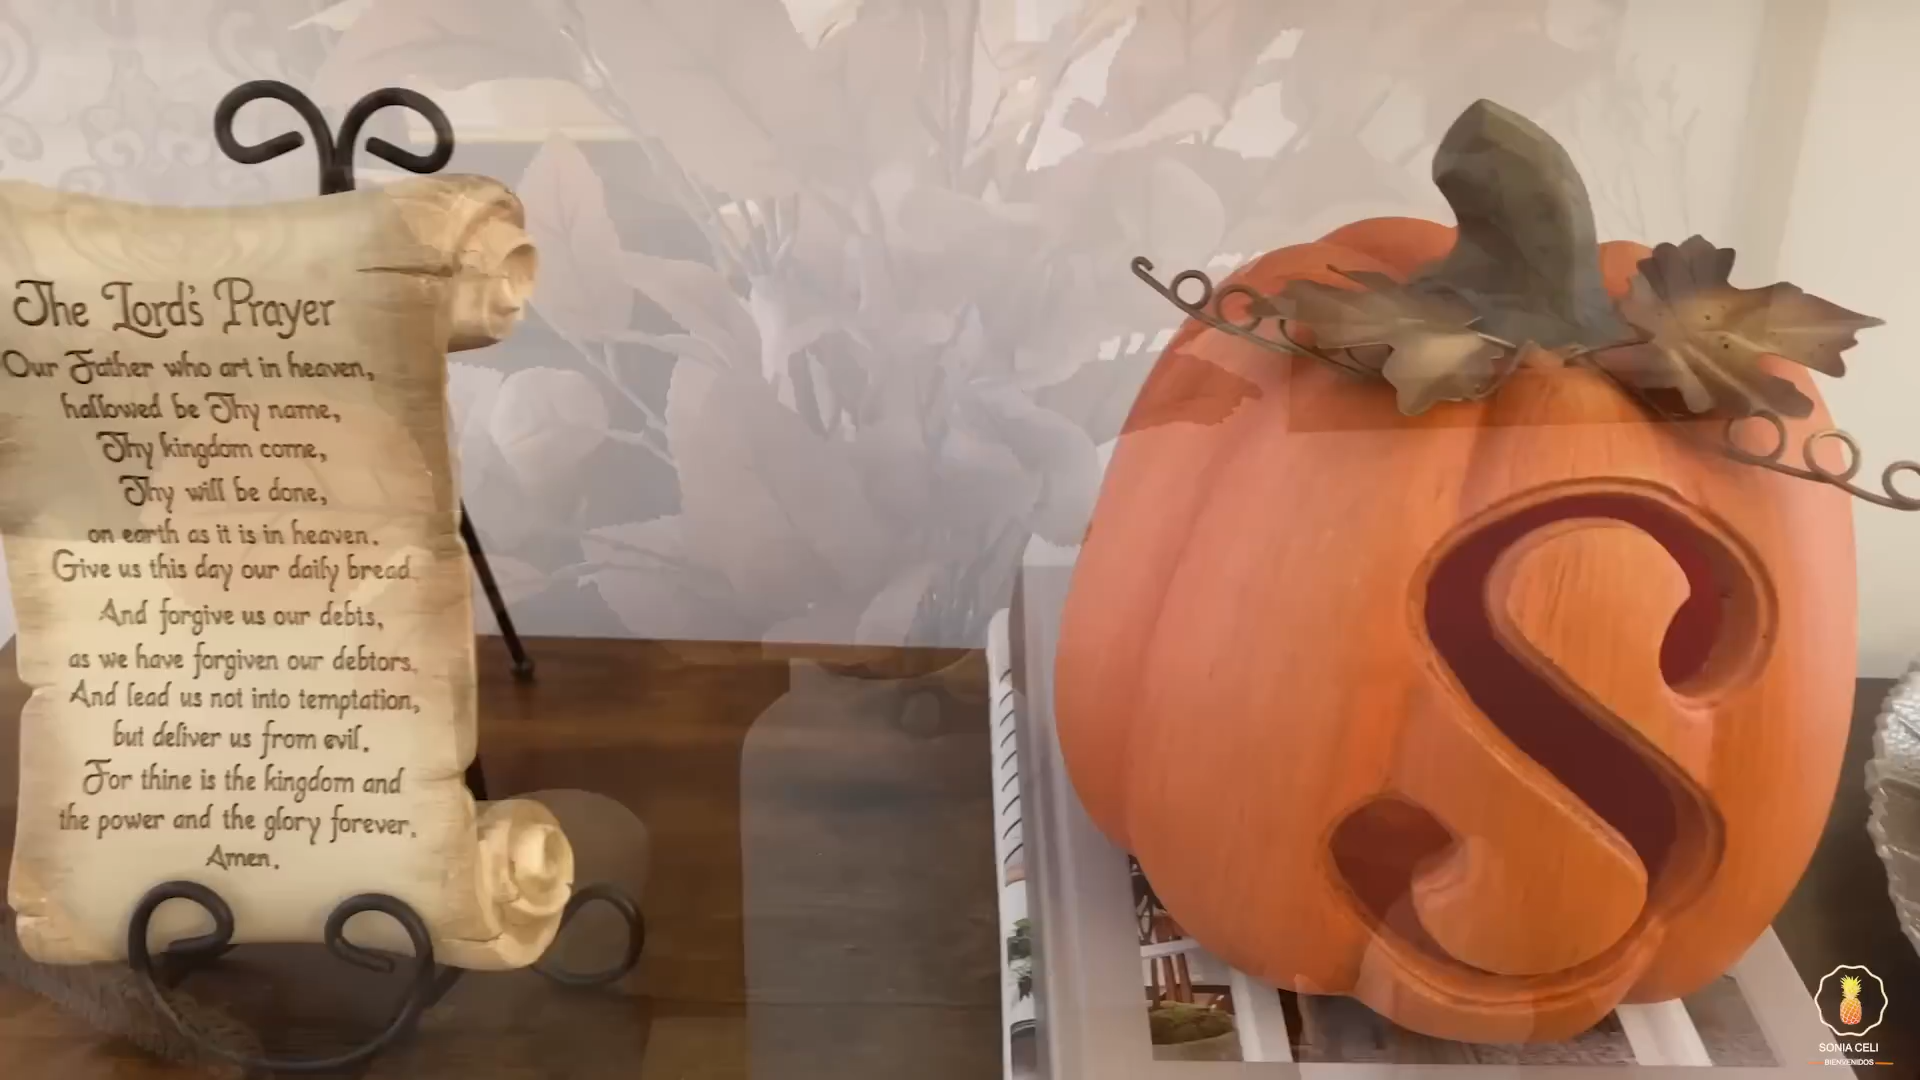 The Lord's Prayer
Our Father who art in heaven,
hallowed be Thy name,
Thy kingdom come,
Thy will be done,
on earth as it is in heaven.
Give us this day our daily bread.
And forgive us our debts,
as we have forgiven our debtors.
And lead us not into temptation,
but deliver us from evil.
For thine is the kingdom and
the power and the glory forever.
Amen.
S
SONIA CELI
BIENVENIDOS